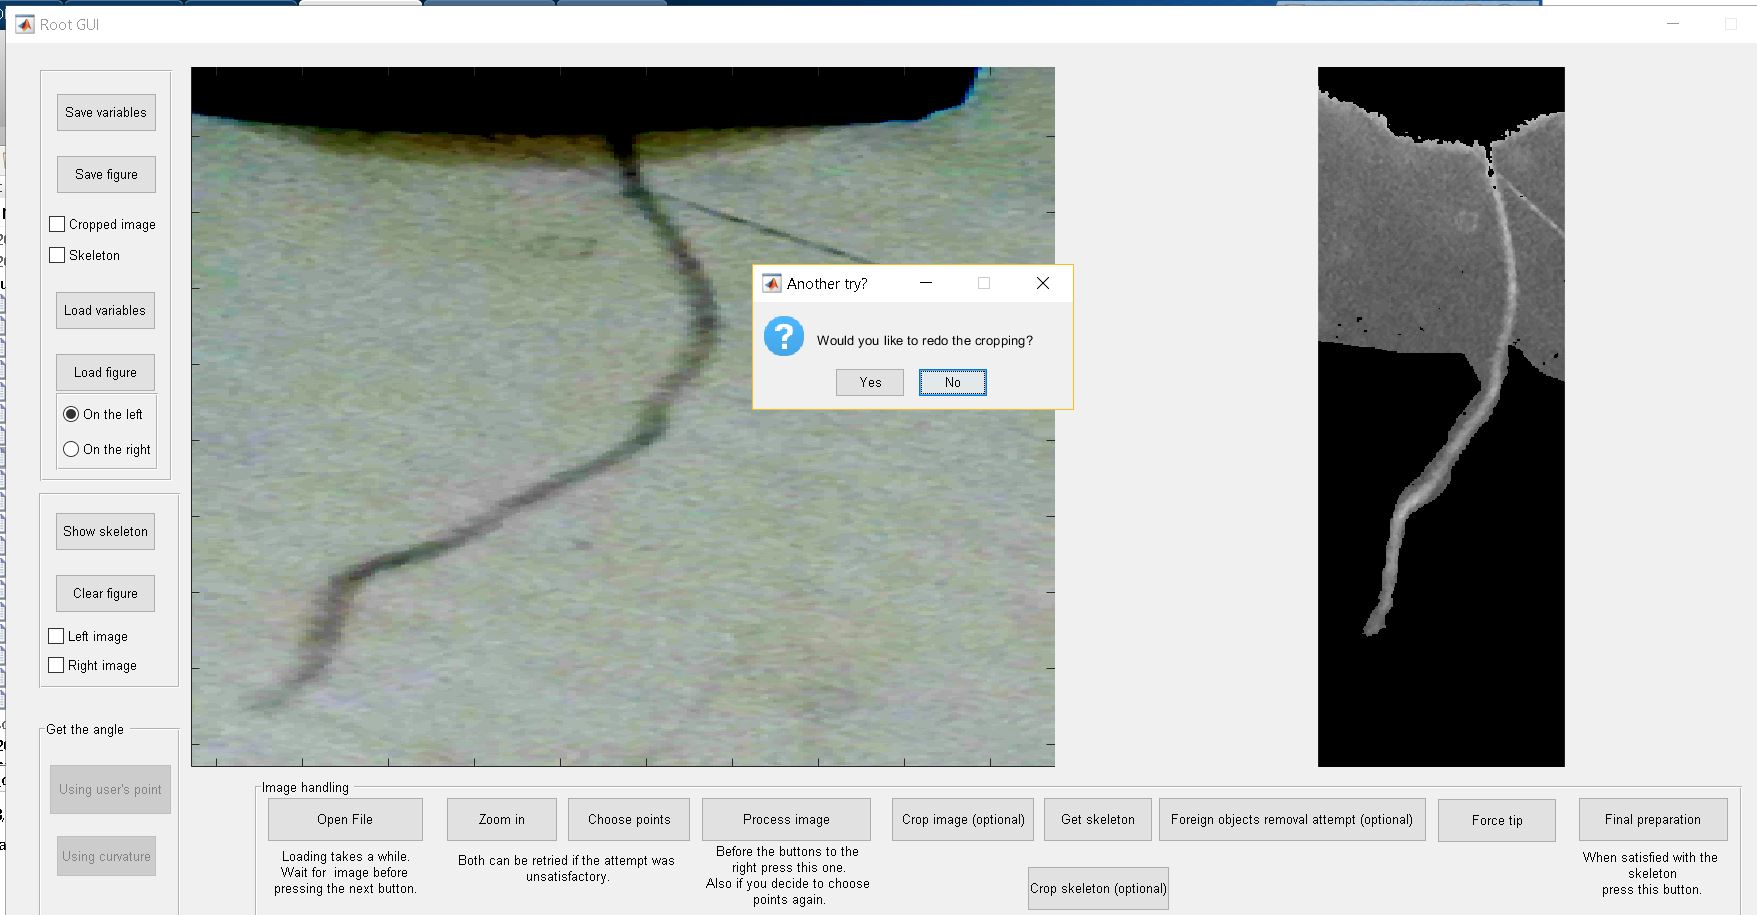 Root GUI
Save variables
Save figure
Cropped image
Skeleton
Load variables
Load figure
On the left
On the right
Show skeleton
Clear figure
Left image
Right image
Get the angle
Using user's point
Using curvature
Another try?
Would you like to redo the cropping?
Yes
No
Image handling
Open File
Loading takes a while.
Wait for image before
pressing the next button.
Zoom in
Choose points
Both can be retried if the attempt was
unsatisfactory.
Process image
Before the buttons to the
right press this one.
Also if you decide to choose
points again.
Crop image (optional)
Get skeleton
Foreign objects removal attempt (optional)
Crop skeleton (optional)
Force tip
Final preparation
When satisfied with the
skeleton
press this button.